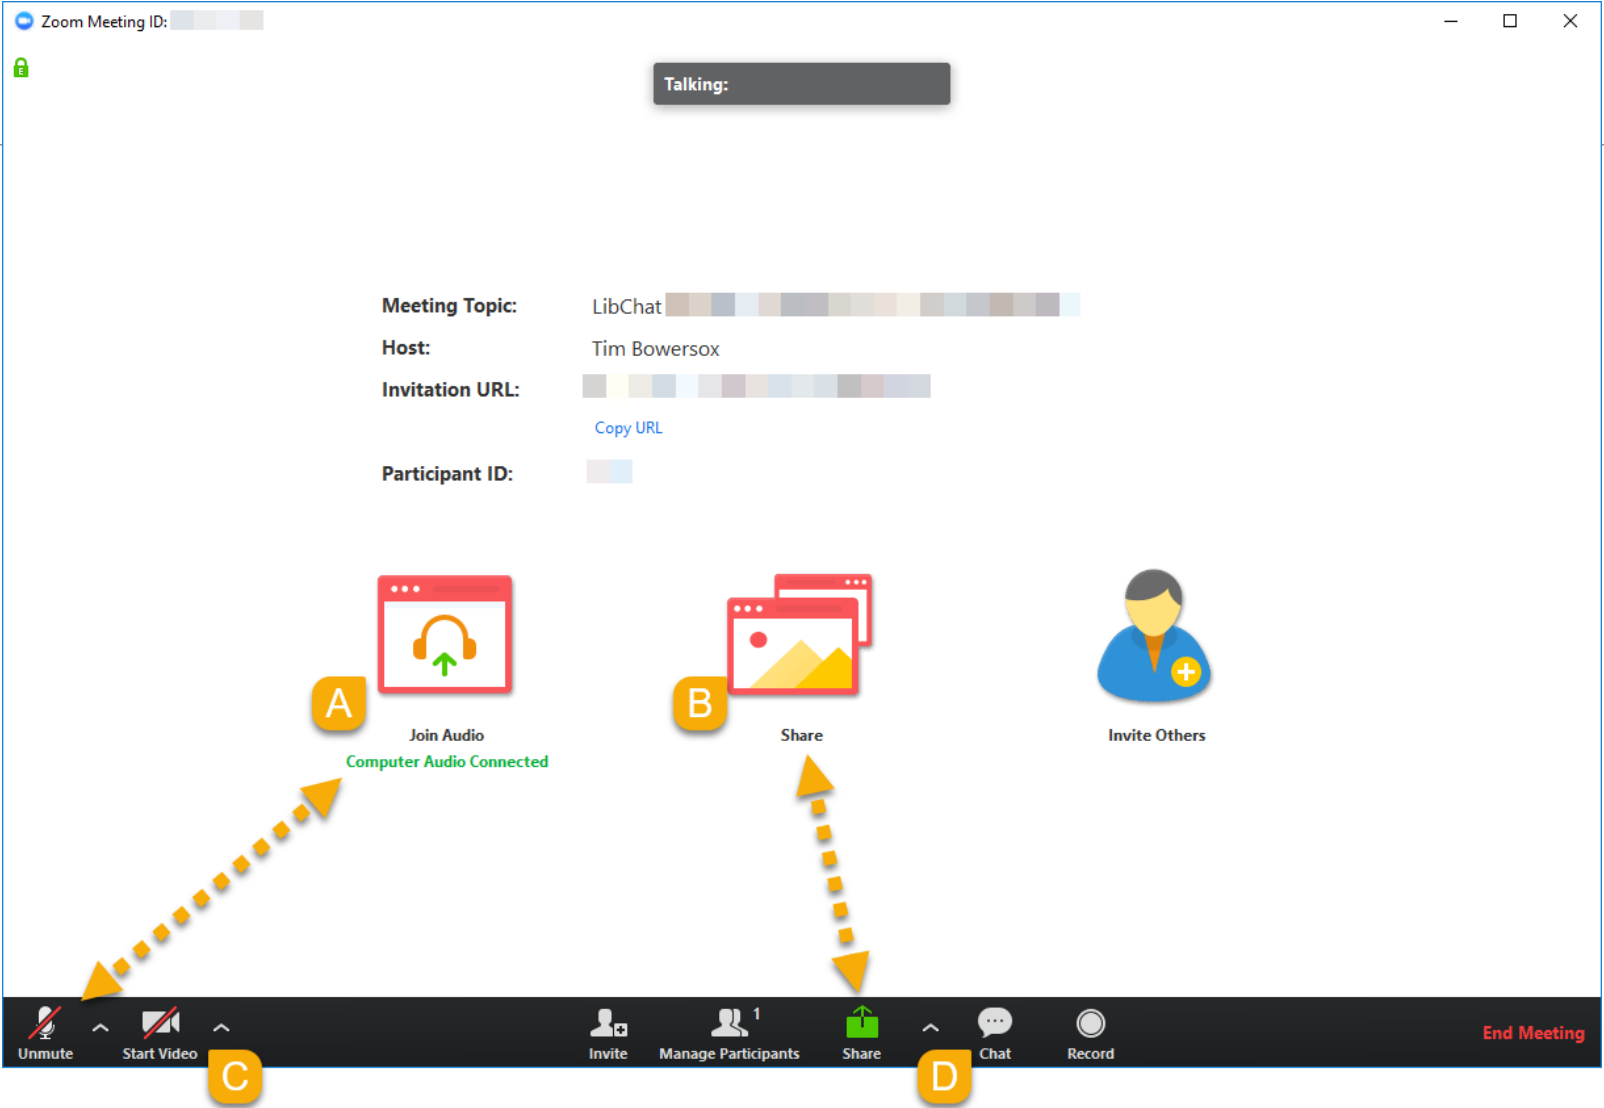 Zoom Meeting ID:
Talking:
Meeting Topic: LibChat
Host: Tim Bowersox
Invitation URL:
Copy URL
Participant ID:
A
B
Join Audio
Share
Invite Others
Computer Audio Connected
1
End Meeting
Unmute
Start Video
Invite
Manage Participants
Share
Chat
Record
C
D